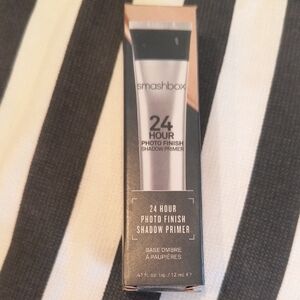 smashbox
24
HOUR
PHOTO FINISH
SHADOW PRIMER
24 HOUR
PHOTO FINISH
SHADOW PRIMER
BASE OMBRE
À PAUPIÈRES
.41 fl. oz. liq. / 12 ml ℮